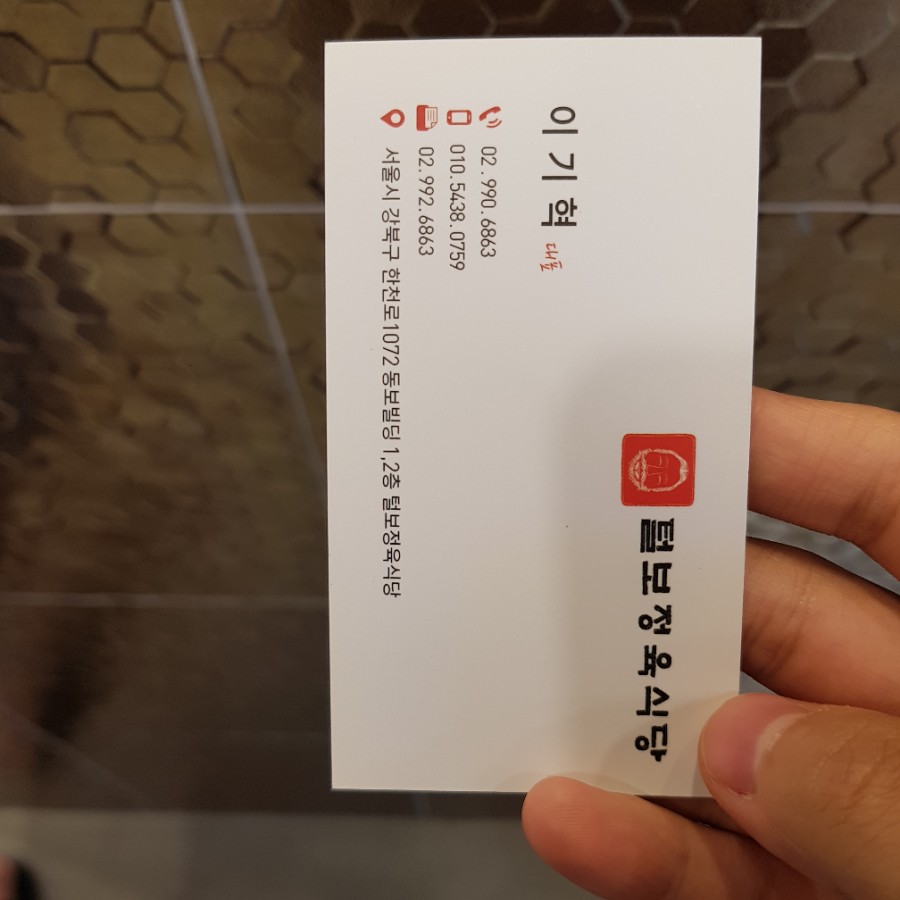 털보정육식당
이기혁 대표
02. 990.6863
010.5438.0759
02. 992.6863
서울시 강북구 한천로1072 동보빌딩 1,2층 털보정육식당